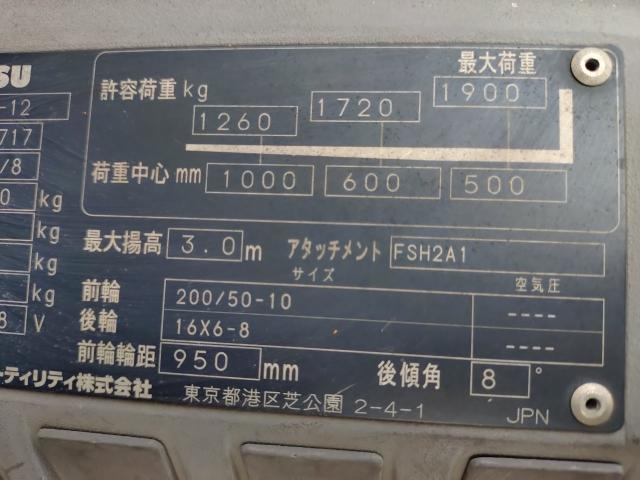 SU
-12
717
/8
0 kg
kg
kg
kg
8 V
許容荷重 kg
最大荷重
1260 1720 1900
荷重中心 mm 1000 600 500
最大揚高 3.0 m アタッチメント FSH2A1
サイズ 空気圧
前輪 200/50-10 ----
後輪 16X6-8 ----
前輪輪距 950 mm 後傾角 8 °
ーティリティ株式会社 東京都港区芝公園 2-4-1 JPN